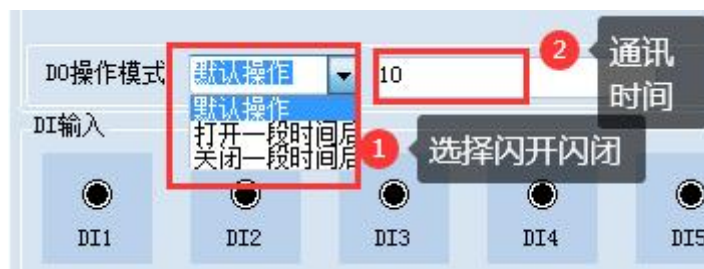 DO操作模式 默认操作 10
默认操作
打开一段时间后
关闭一段时间后
1 选择闪开闪闭
2 通讯
时间
DI输入
DI1 DI2 DI3 DI4 DI5